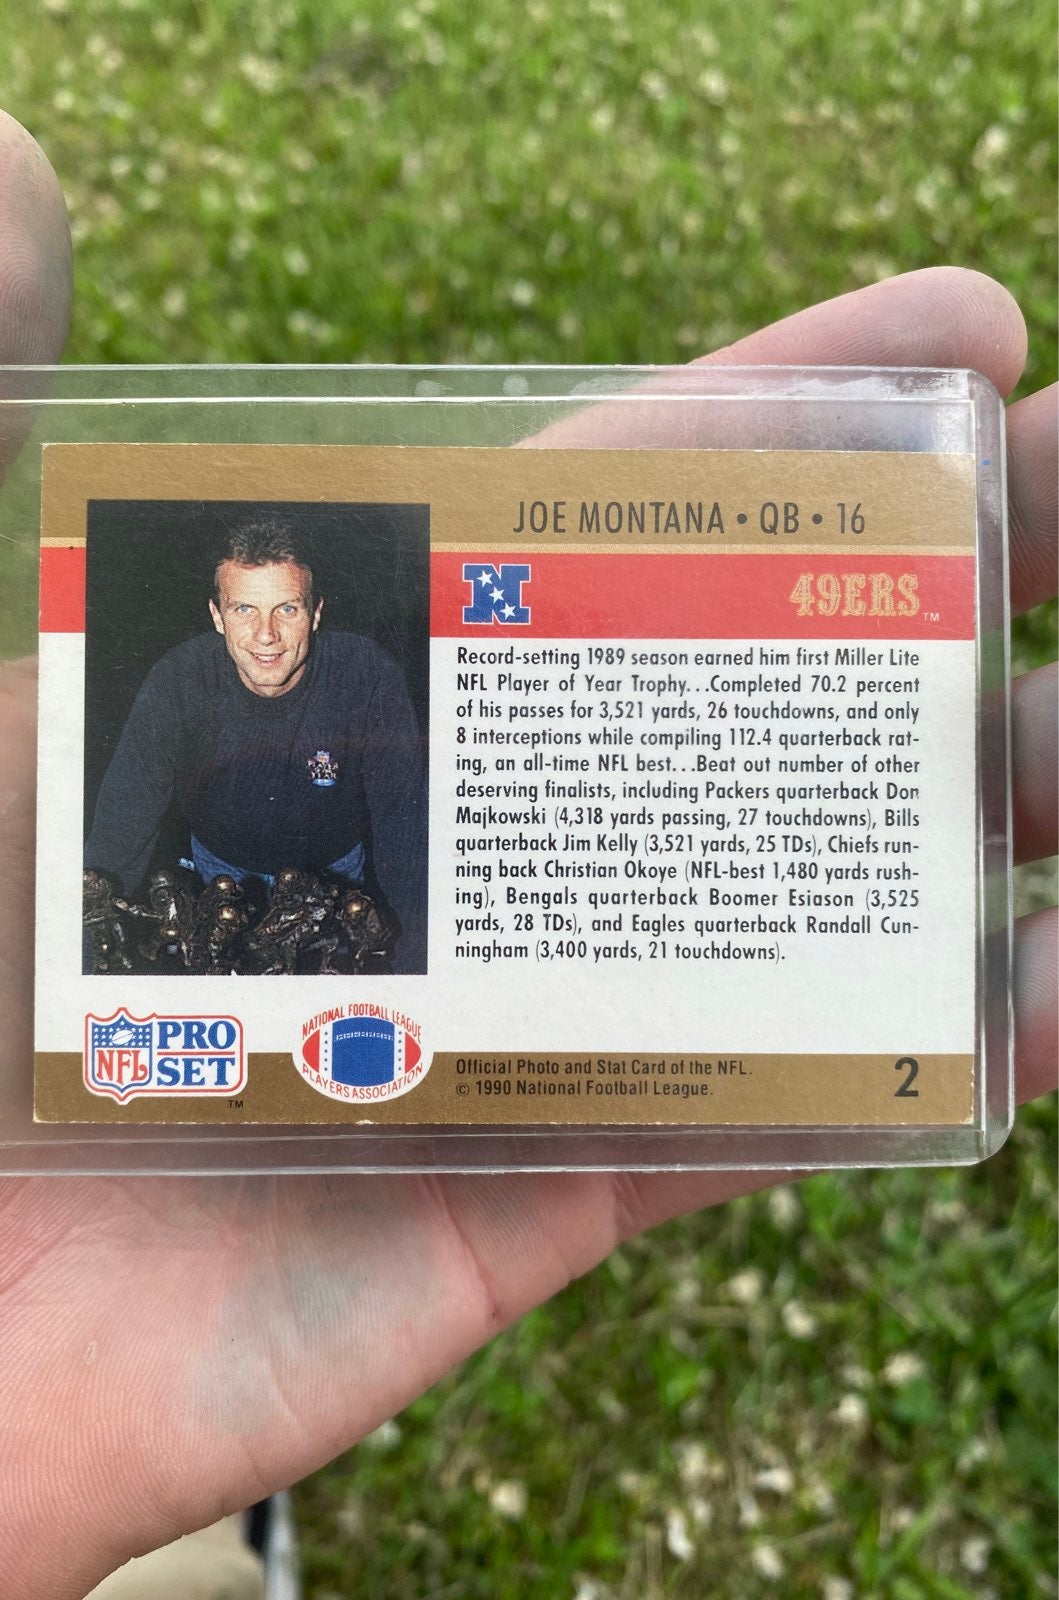 JOE MONTANA • QB • 16
N
49ERS™
Record-setting 1989 season earned him first Miller Lite
NFL Player of Year Trophy...Completed 70.2 percent
of his passes for 3,521 yards, 26 touchdowns, and only
8 interceptions while compiling 112.4 quarterback rat-
ing, an all-time NFL best...Beat out number of other
deserving finalists, including Packers quarterback Don
Majkowski (4,318 yards passing, 27 touchdowns), Bills
quarterback Jim Kelly (3,521 yards, 25 TDs), Chiefs run-
ning back Christian Okoye (NFL-best 1,480 yards rush-
ing), Bengals quarterback Boomer Esiason (3,525
yards, 28 TDs), and Eagles quarterback Randall Cun-
ningham (3,400 yards, 21 touchdowns).
NFL PRO
SET™
NATIONAL FOOTBALL LEAGUE
PLAYERS ASSOCIATION
Official Photo and Stat Card of the NFL.
© 1990 National Football League.
2